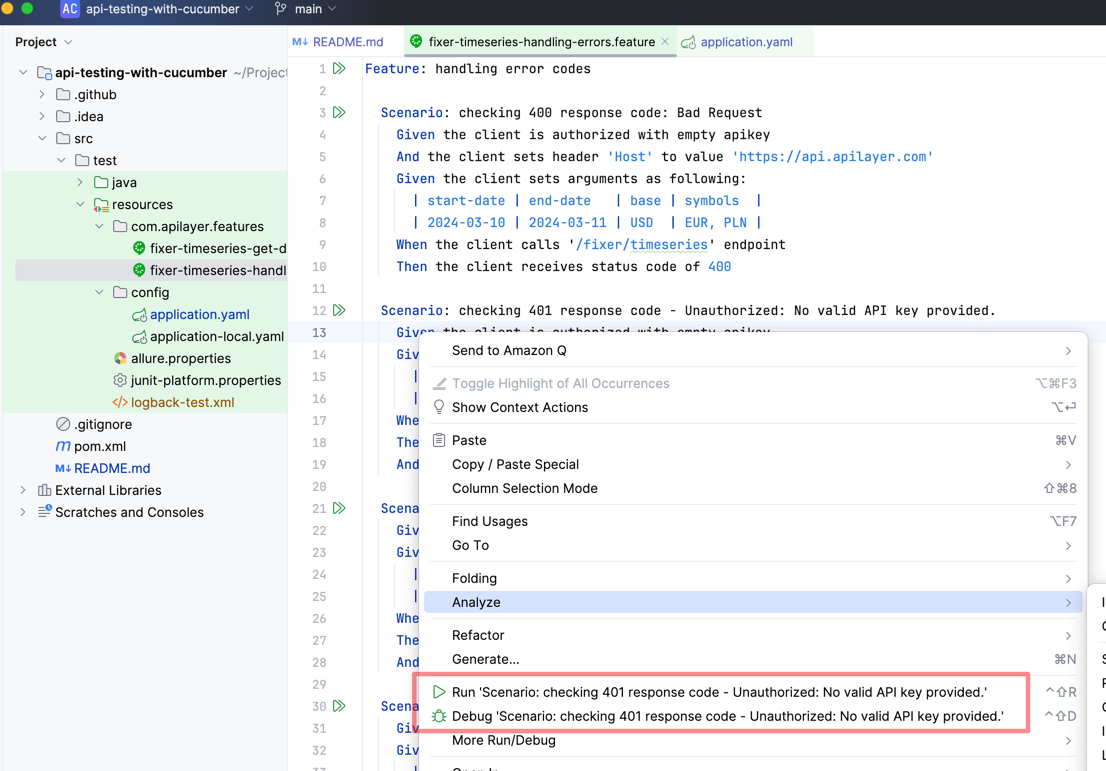 AC api-testing-with-cucumber main
Project
api-testing-with-cucumber ~/Project
.github
.idea
src
test
java
resources
com.apilayer.features
fixer-timeseries-get-d
fixer-timeseries-handl
config
application.yaml
application-local.yaml
allure.properties
junit-platform.properties
logback-test.xml
.gitignore
m pom.xml
M↓ README.md
External Libraries
Scratches and Consoles
M↓ README.md fixer-timeseries-handling-errors.feature application.yaml
1 Feature: handling error codes
2
3 Scenario: checking 400 response code: Bad Request
4 Given the client is authorized with empty apikey
5 And the client sets header 'Host' to value 'https://api.apilayer.com'
6 Given the client sets arguments as following:
7 | start-date | end-date | base | symbols |
8 | 2024-03-10 | 2024-03-11 | USD | EUR, PLN |
9 When the client calls '/fixer/timeseries' endpoint
10 Then the client receives status code of 400
11
12 Scenario: checking 401 response code - Unauthorized: No valid API key provided.
13 Given the client is authorized with empty apikey
14 Giv
15 |
16 |
17 Whe
18 The
19 And
20
21 Scena
22 Giv
23 Giv
24 |
25 |
26 Whe
27 The
28 And
29
30 Scena
31 Giv
32 Giv
Send to Amazon Q
Toggle Highlight of All Occurrences ⌥⌘F3
Show Context Actions ⌥↩
Paste ⌘V
Copy / Paste Special
Column Selection Mode ⇧⌘8
Find Usages ⌥F7
Go To
Folding
Analyze
Refactor
Generate... ⌘N
Run 'Scenario: checking 401 response code - Unauthorized: No valid API key provided.' ^⇧R
Debug 'Scenario: checking 401 response code - Unauthorized: No valid API key provided.' ^⇧D
More Run/Debug